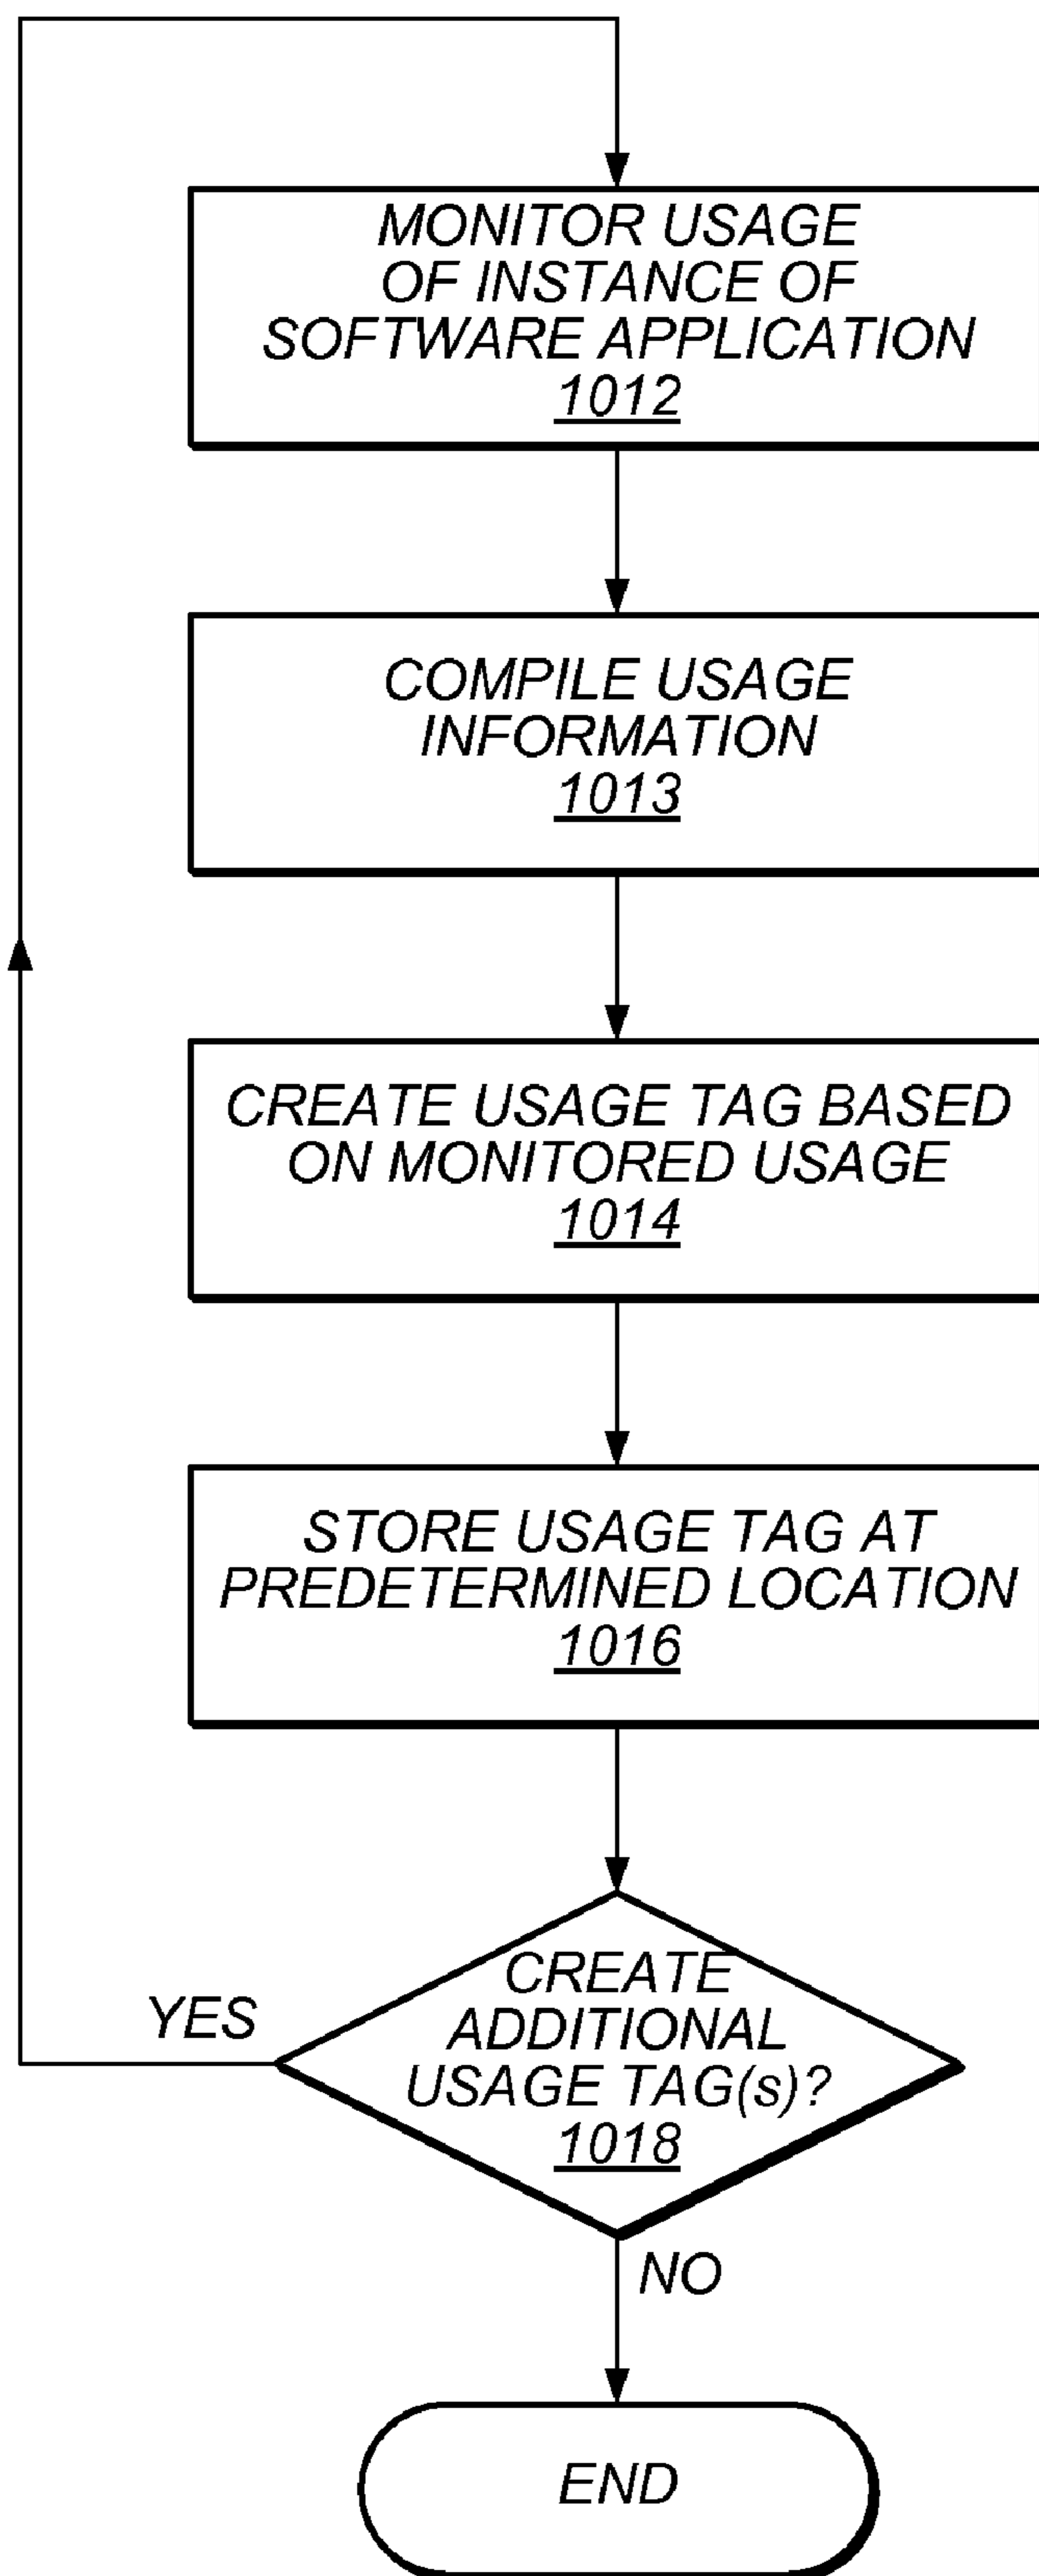 MONITOR USAGE
OF INSTANCE OF
SOFTWARE APPLICATION
1012
COMPILE USAGE
INFORMATION
1013
CREATE USAGE TAG BASED
ON MONITORED USAGE
1014
STORE USAGE TAG AT
PREDETERMINED LOCATION
1016
CREATE
ADDITIONAL
USAGE TAG(s)?
1018
YES
NO
END